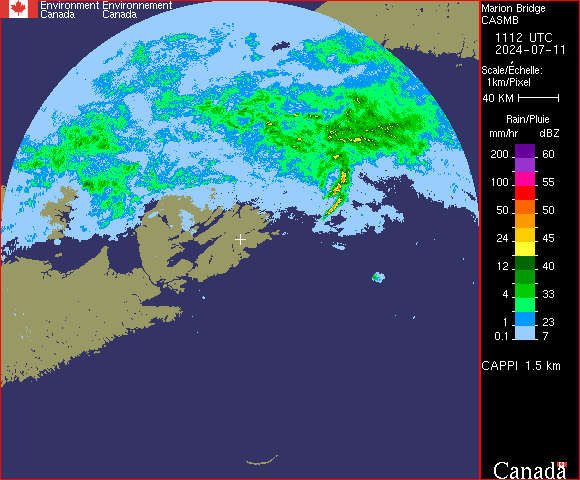 Environment Environnement
Canada Canada
Marion Bridge
CASMB
1112 UTC
2024-07-11
Scale/Échelle:
1km/Pixel
40 KM
Rain/Pluie
mm/hr dBZ
200 60
100 55
50 50
24 45
12 40
4 33
1 23
0.1 7
CAPPI 1.5 km
Canada